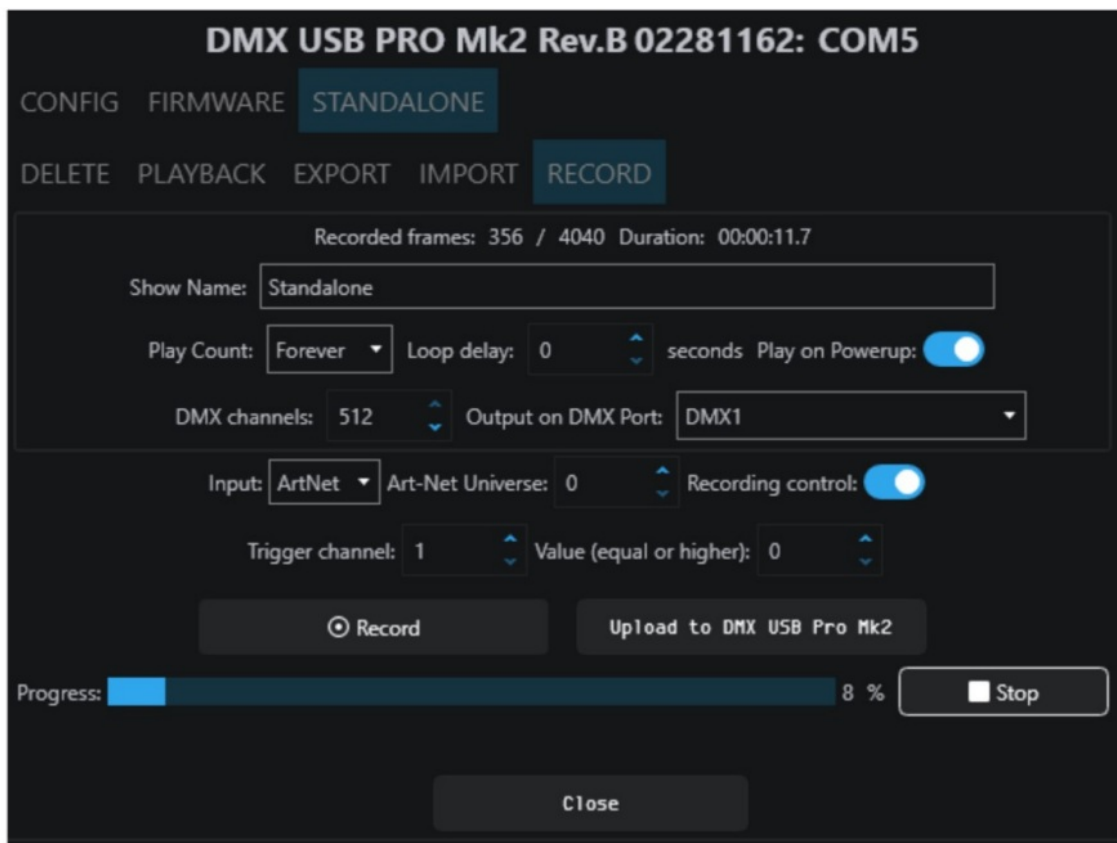 DMX USB PRO Mk2 Rev.B 02281162: COM5
CONFIG FIRMWARE STANDALONE
DELETE PLAYBACK EXPORT IMPORT RECORD
Recorded frames: 356 / 4040 Duration: 00:00:11.7
Show Name: Standalone
Play Count: Forever Loop delay: 0 seconds Play on Powerup:
DMX channels: 512 Output on DMX Port: DMX1
Input: ArtNet Art-Net Universe: 0 Recording control:
Trigger channel: 1 Value (equal or higher): 0
Record Upload to DMX USB Pro Mk2
Progress: 8 % Stop
Close